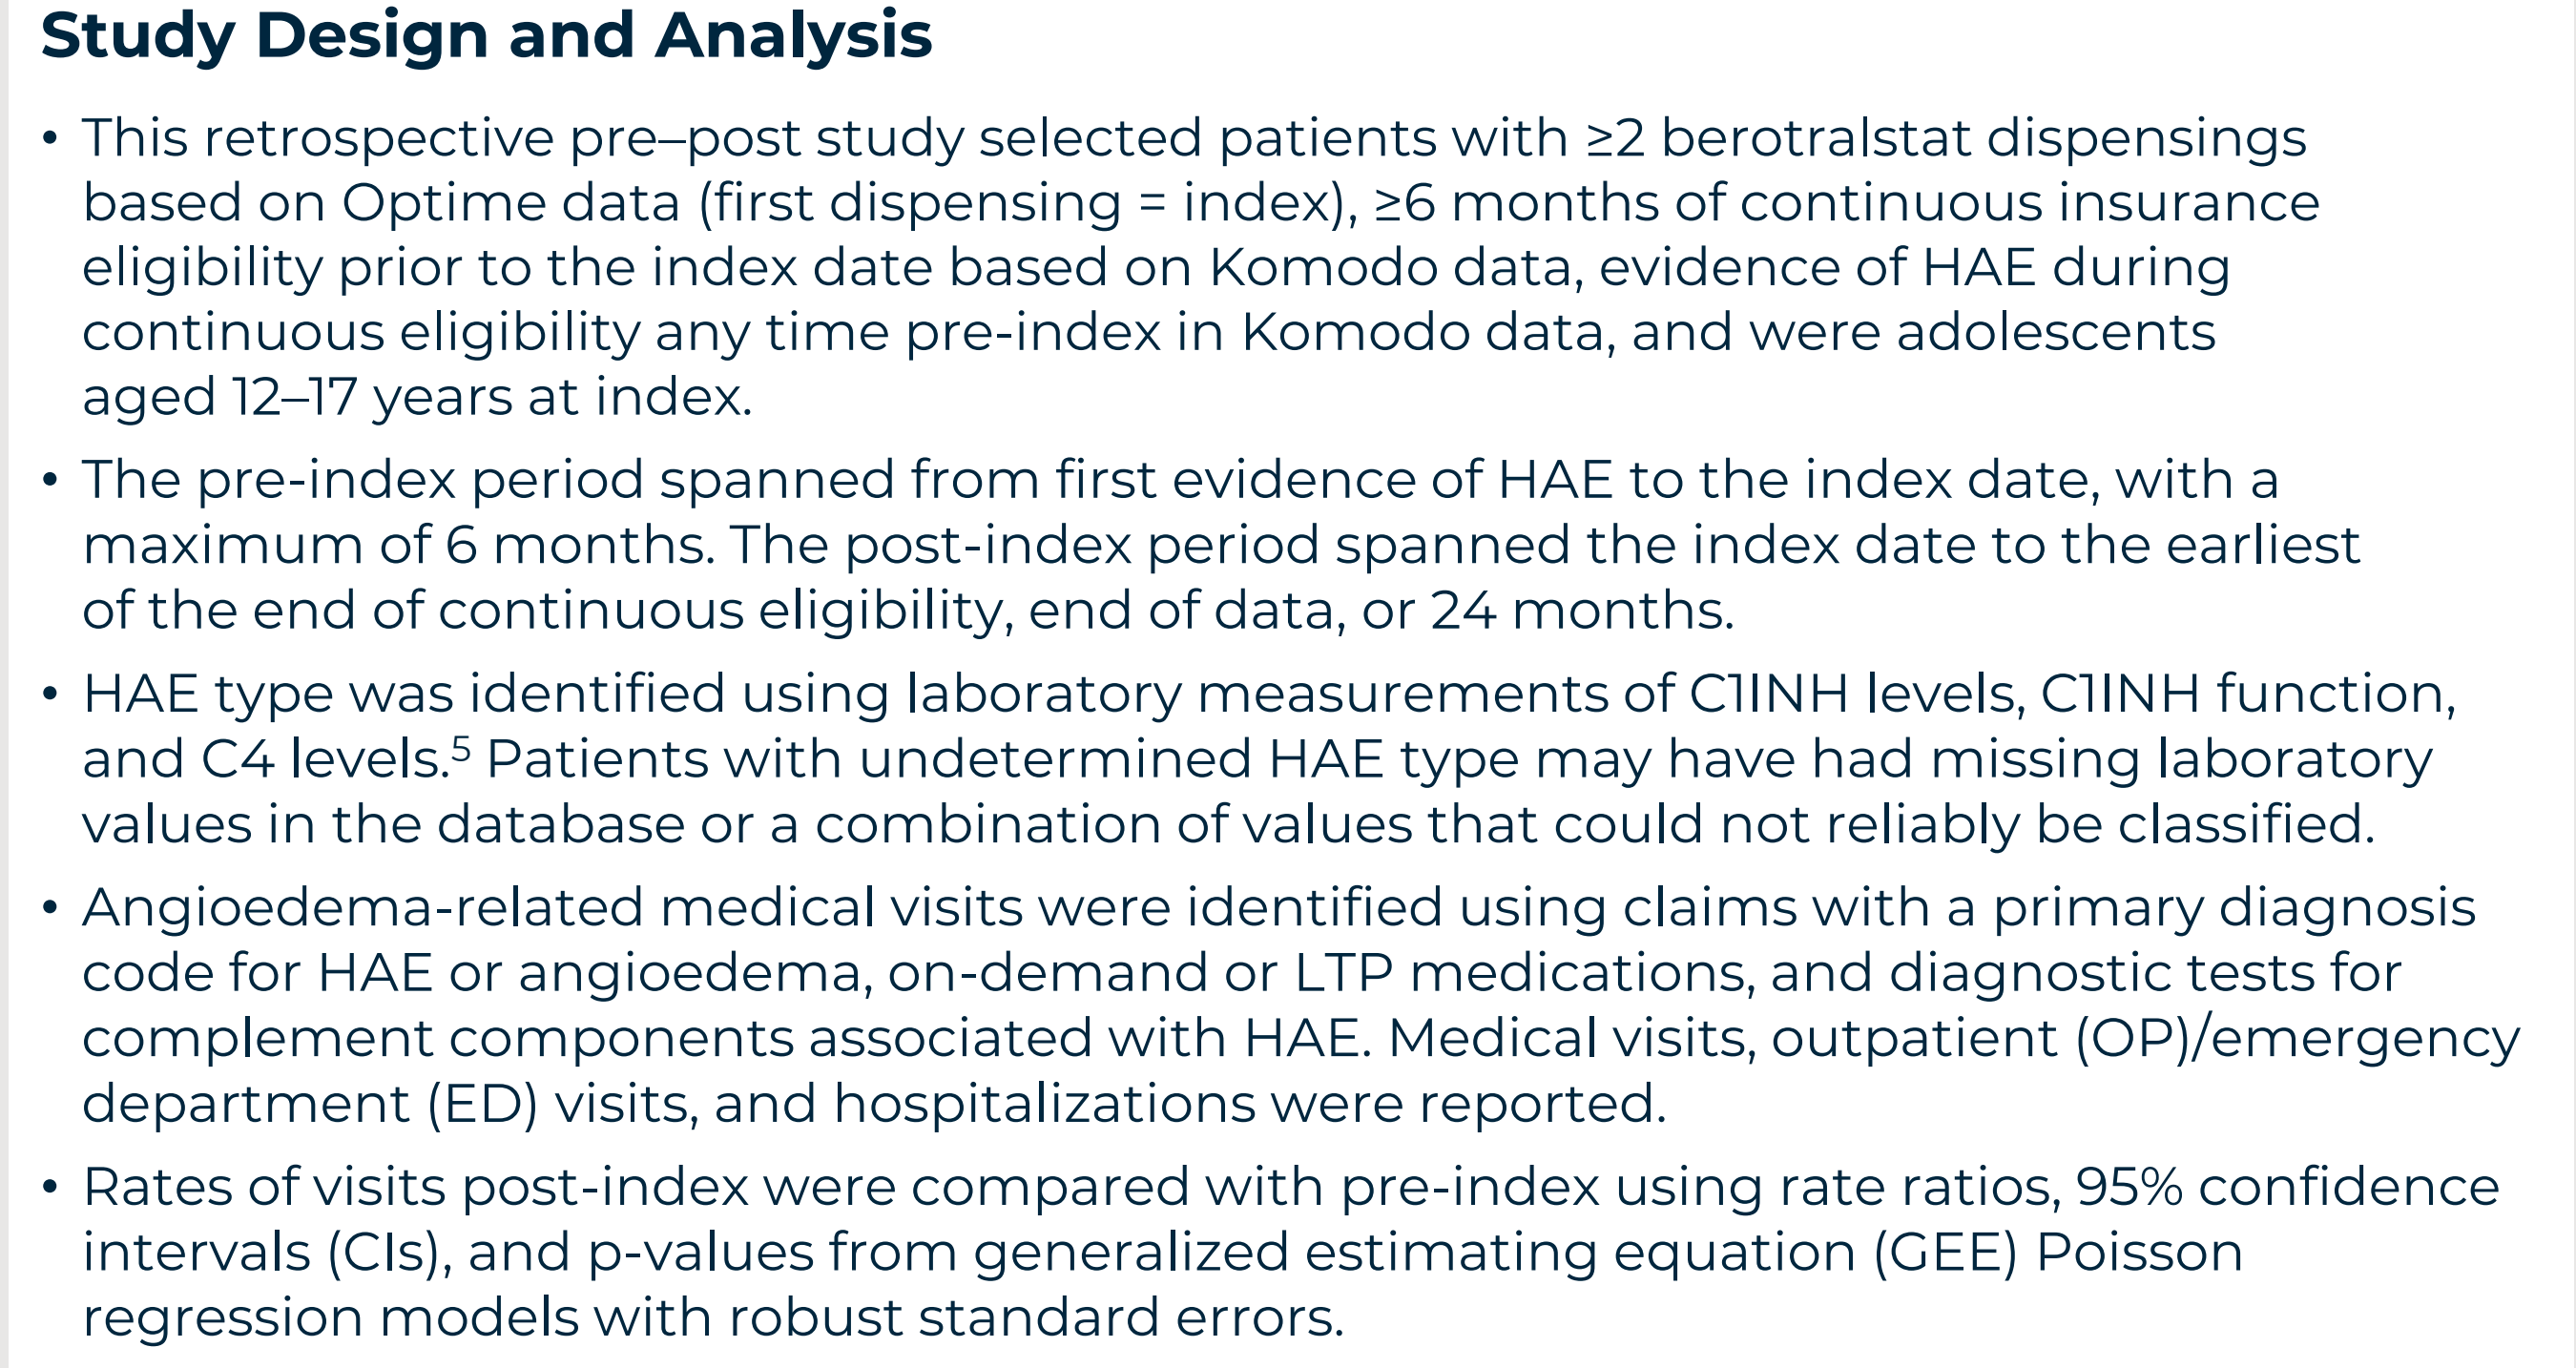 Study Design and Analysis
• This retrospective pre–post study selected patients with ≥2 berotralstat dispensings
based on Optime data (first dispensing = index), ≥6 months of continuous insurance
eligibility prior to the index date based on Komodo data, evidence of HAE during
continuous eligibility any time pre-index in Komodo data, and were adolescents
aged 12–17 years at index.
• The pre-index period spanned from first evidence of HAE to the index date, with a
maximum of 6 months. The post-index period spanned the index date to the earliest
of the end of continuous eligibility, end of data, or 24 months.
• HAE type was identified using laboratory measurements of C1INH levels, C1INH function,
and C4 levels.⁵ Patients with undetermined HAE type may have had missing laboratory
values in the database or a combination of values that could not reliably be classified.
• Angioedema-related medical visits were identified using claims with a primary diagnosis
code for HAE or angioedema, on-demand or LTP medications, and diagnostic tests for
complement components associated with HAE. Medical visits, outpatient (OP)/emergency
department (ED) visits, and hospitalizations were reported.
• Rates of visits post-index were compared with pre-index using rate ratios, 95% confidence
intervals (CIs), and p-values from generalized estimating equation (GEE) Poisson
regression models with robust standard errors.